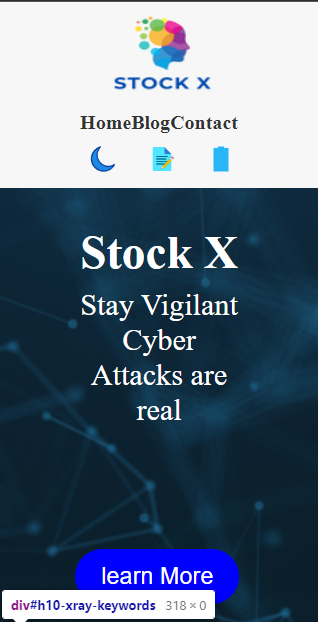 STOCK X
HomeBlogContact
Stock X
Stay Vigilant
Cyber
Attacks are
real
learn More
div#h10-xray-keywords 318 × 0